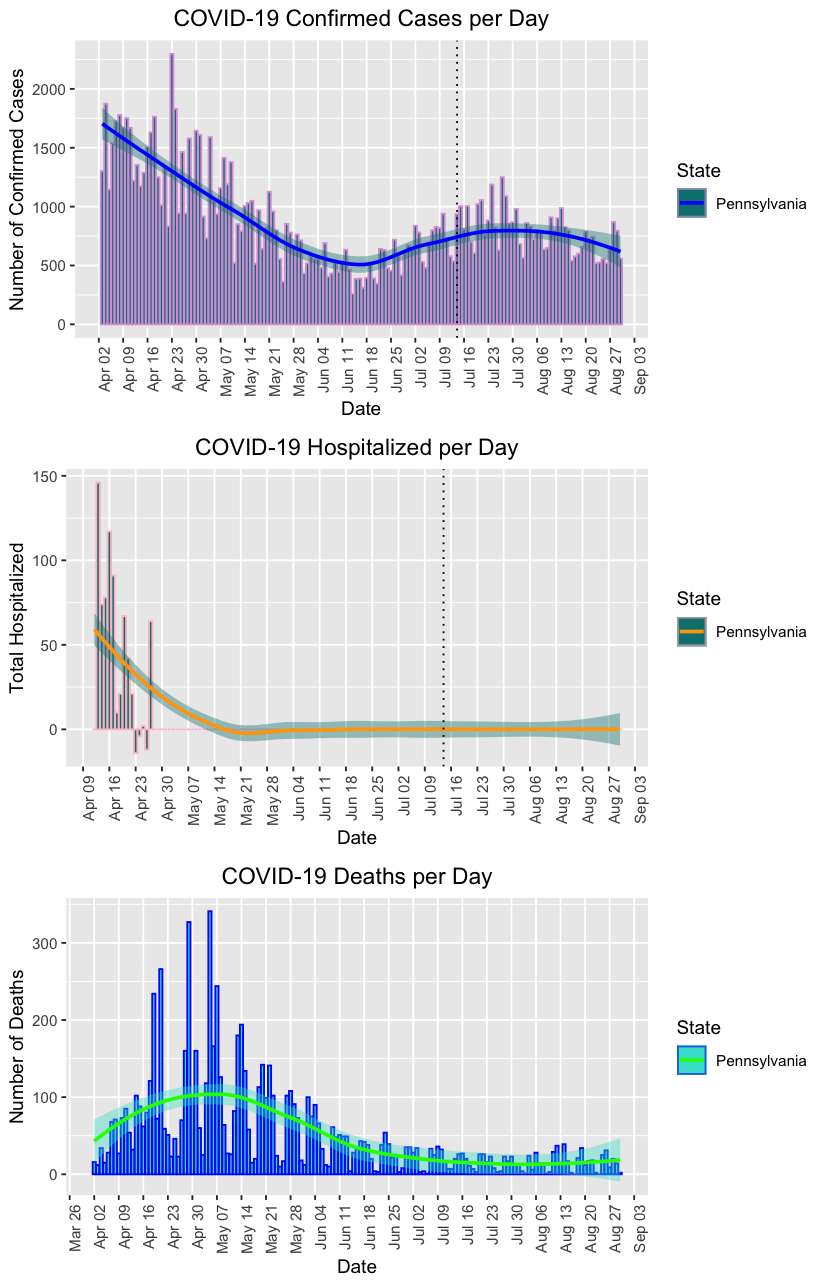 COVID-19 Confirmed Cases per Day
Number of Confirmed Cases
2000
1500
1000
500
0
Apr 02
Apr 09
Apr 16
Apr 23
Apr 30
May 07
May 14
May 21
May 28
Jun 04
Jun 11
Jun 18
Jun 25
Jul 02
Jul 09
Jul 16
Jul 23
Jul 30
Aug 06
Aug 13
Aug 20
Aug 27
Sep 03
Date
State
Pennsylvania
COVID-19 Hospitalized per Day
Total Hospitalized
150
100
50
0
Apr 09
Apr 16
Apr 23
Apr 30
May 07
May 14
May 21
May 28
Jun 04
Jun 11
Jun 18
Jun 25
Jul 02
Jul 09
Jul 16
Jul 23
Jul 30
Aug 06
Aug 13
Aug 20
Aug 27
Sep 03
Date
State
Pennsylvania
COVID-19 Deaths per Day
Number of Deaths
300
200
100
0
Mar 26
Apr 02
Apr 09
Apr 16
Apr 23
Apr 30
May 07
May 14
May 21
May 28
Jun 04
Jun 11
Jun 18
Jun 25
Jul 02
Jul 09
Jul 16
Jul 23
Jul 30
Aug 06
Aug 13
Aug 20
Aug 27
Sep 03
Date
State
Pennsylvania